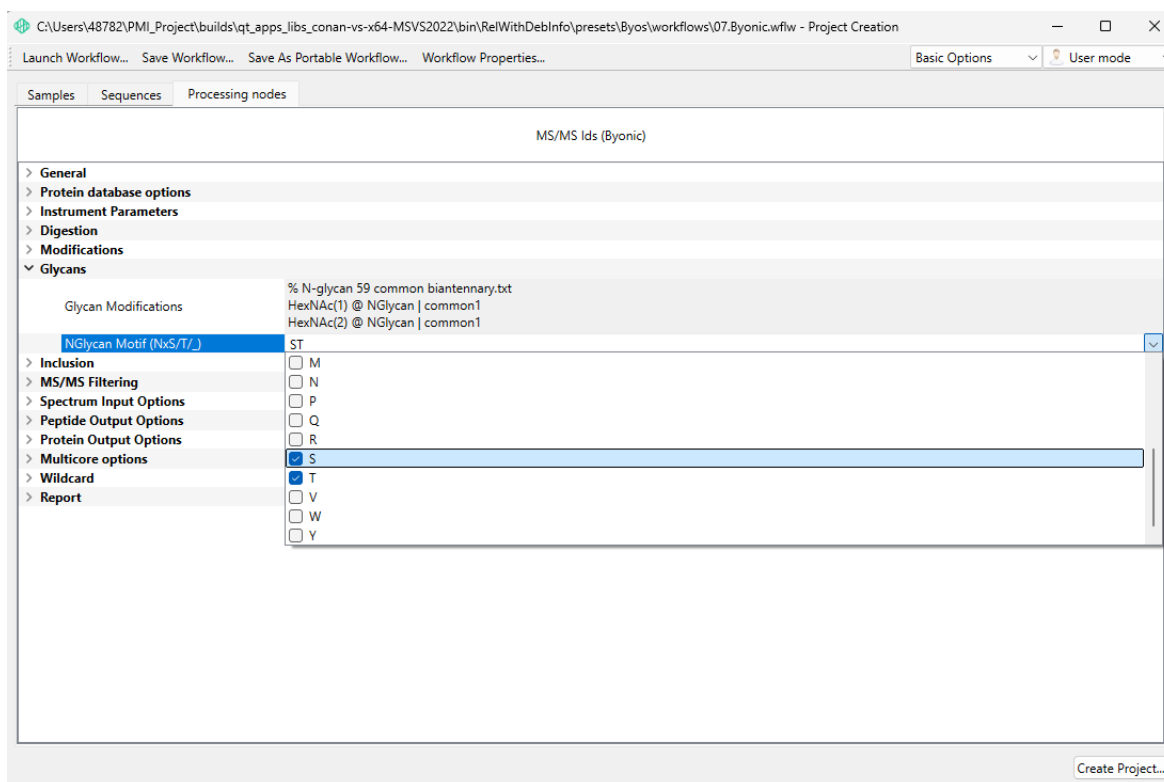 C:\Users\48782\PMI_Project\builds\qt_apps_libs_conan-vs-x64-MSVS2022\bin\RelWithDebInfo\presets\Byos\workflows\07.Byonic.wflw - Project Creation
Launch Workflow... Save Workflow... Save As Portable Workflow... Workflow Properties... Basic Options User mode
Samples Sequences Processing nodes
MS/MS Ids (Byonic)
General
Protein database options
Instrument Parameters
Digestion
Modifications
Glycans
% N-glycan 59 common biantennary.txt
Glycan Modifications HexNAc(1) @ NGlycan | common1
HexNAc(2) @ NGlycan | common1
NGlycan Motif (NxS/T/_) ST
Inclusion M
MS/MS Filtering N
Spectrum Input Options P
Peptide Output Options Q
Protein Output Options R
Multicore options S
Wildcard T
Report V
W
Y
Create Project...